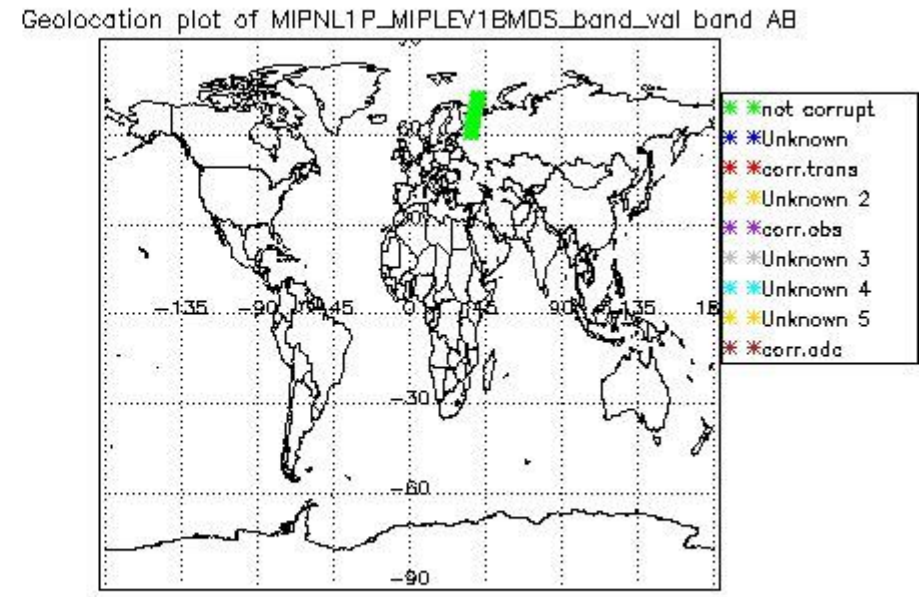 Geolocation plot of MIPNL1P_MIPLEV1BMDS_band_val band AB
not corrupt
Unknown
corr.trans
Unknown 2
corr.obs
Unknown 3
Unknown 4
Unknown 5
corr.adc
60
-135 -90 -45 0 45 90 135
-30
-60
-90